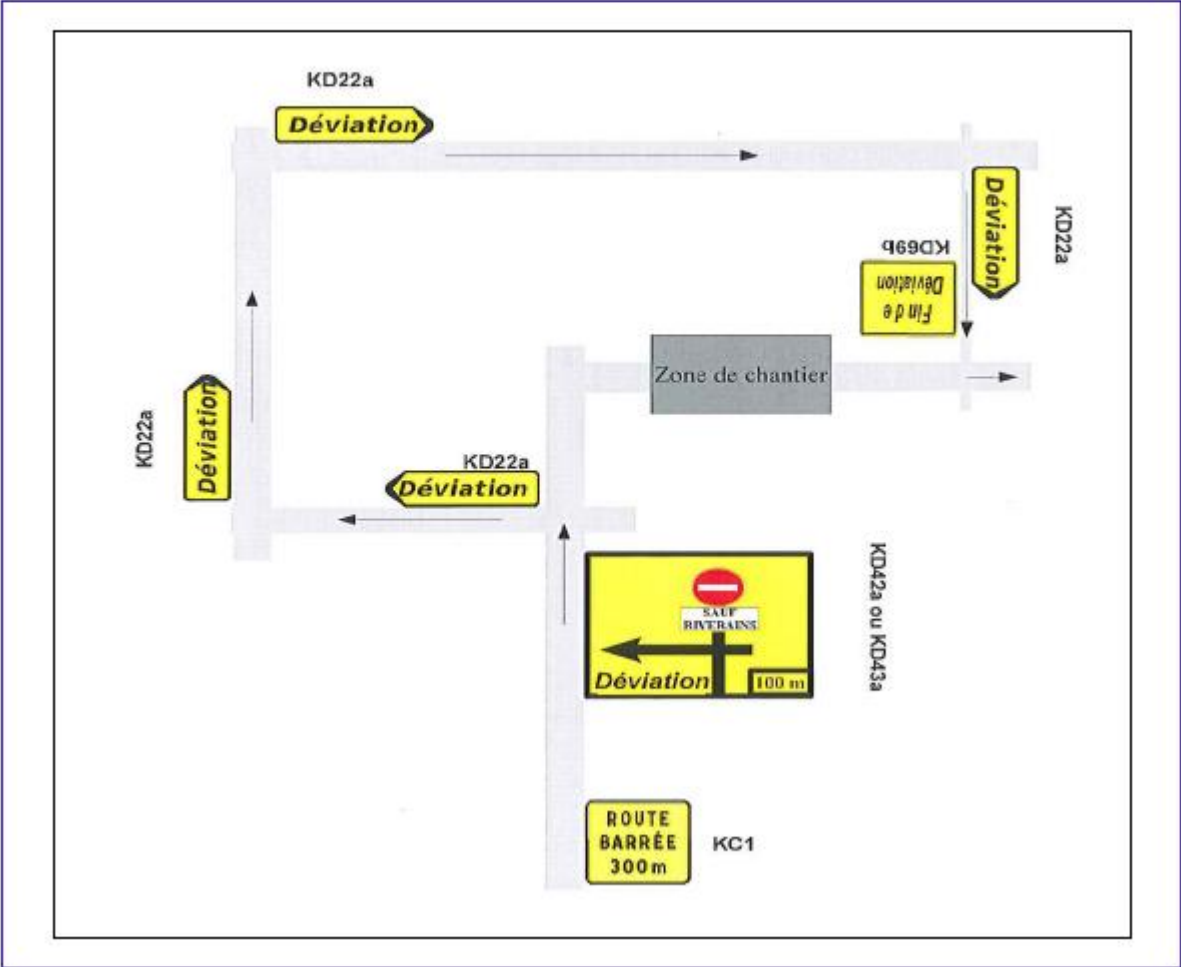 KD22a
Déviation
Déviation
KD22a
KD69b
Fin de
Déviation
Zone de chantier
KD22a
Déviation
KD22a
Déviation
SAUF
RIVERAINS
Déviation
100 m
KD42a ou KD43a
ROUTE
BARRÉE
300m
KC1